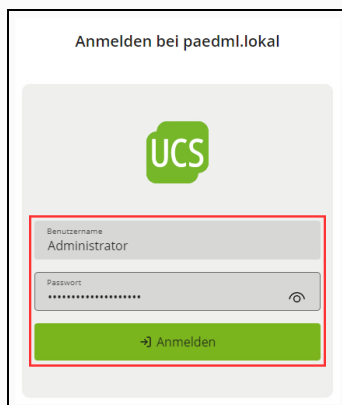 Anmelden bei paedml.lokal
UCS
Benutzername
Administrator
Passwort
••••••••••••••••••••
Anmelden